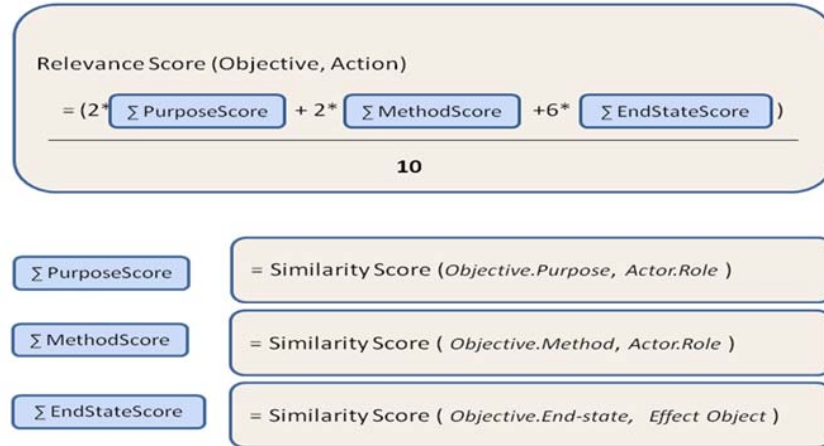 Relevance Score (Objective, Action)
= (2* ∑ PurposeScore + 2* ∑ MethodScore +6* ∑ EndStateScore )
10
∑ PurposeScore = Similarity Score (Objective.Purpose, Actor.Role )
∑ MethodScore = Similarity Score ( Objective.Method, Actor.Role )
∑ EndStateScore = Similarity Score ( Objective.End-state, Effect Object )